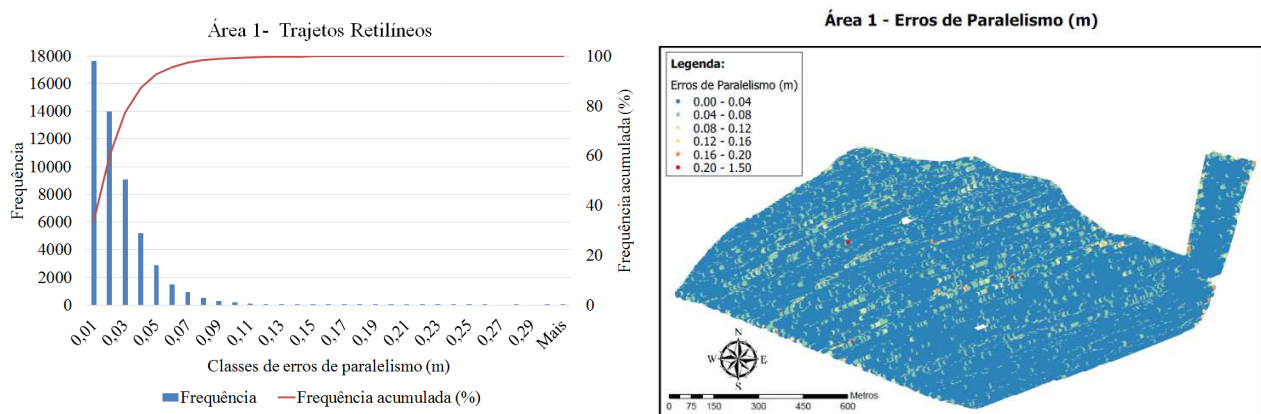 Área 1-  Trajetos Retilíneos
Frequência
18000
16000
14000
12000
10000
8000
6000
4000
2000
0
100
80
60
40
20
0
Frequência acumulada (%)
0,01
0,03
0,05
0,07
0,09
0,11
0,13
0,15
0,17
0,19
0,21
0,23
0,25
0,27
0,29
Mais
Classes de erros de paralelismo (m)
Frequência
Frequência acumulada (%)
Área 1 - Erros de Paralelismo (m)
Legenda:
Erros de Paralelismo (m)
0.00 - 0.04
0.04 - 0.08
0.08 - 0.12
0.12 - 0.16
0.16 - 0.20
0.20 - 1.50
N
W E
S
Metros
0 75 150 300 450 600